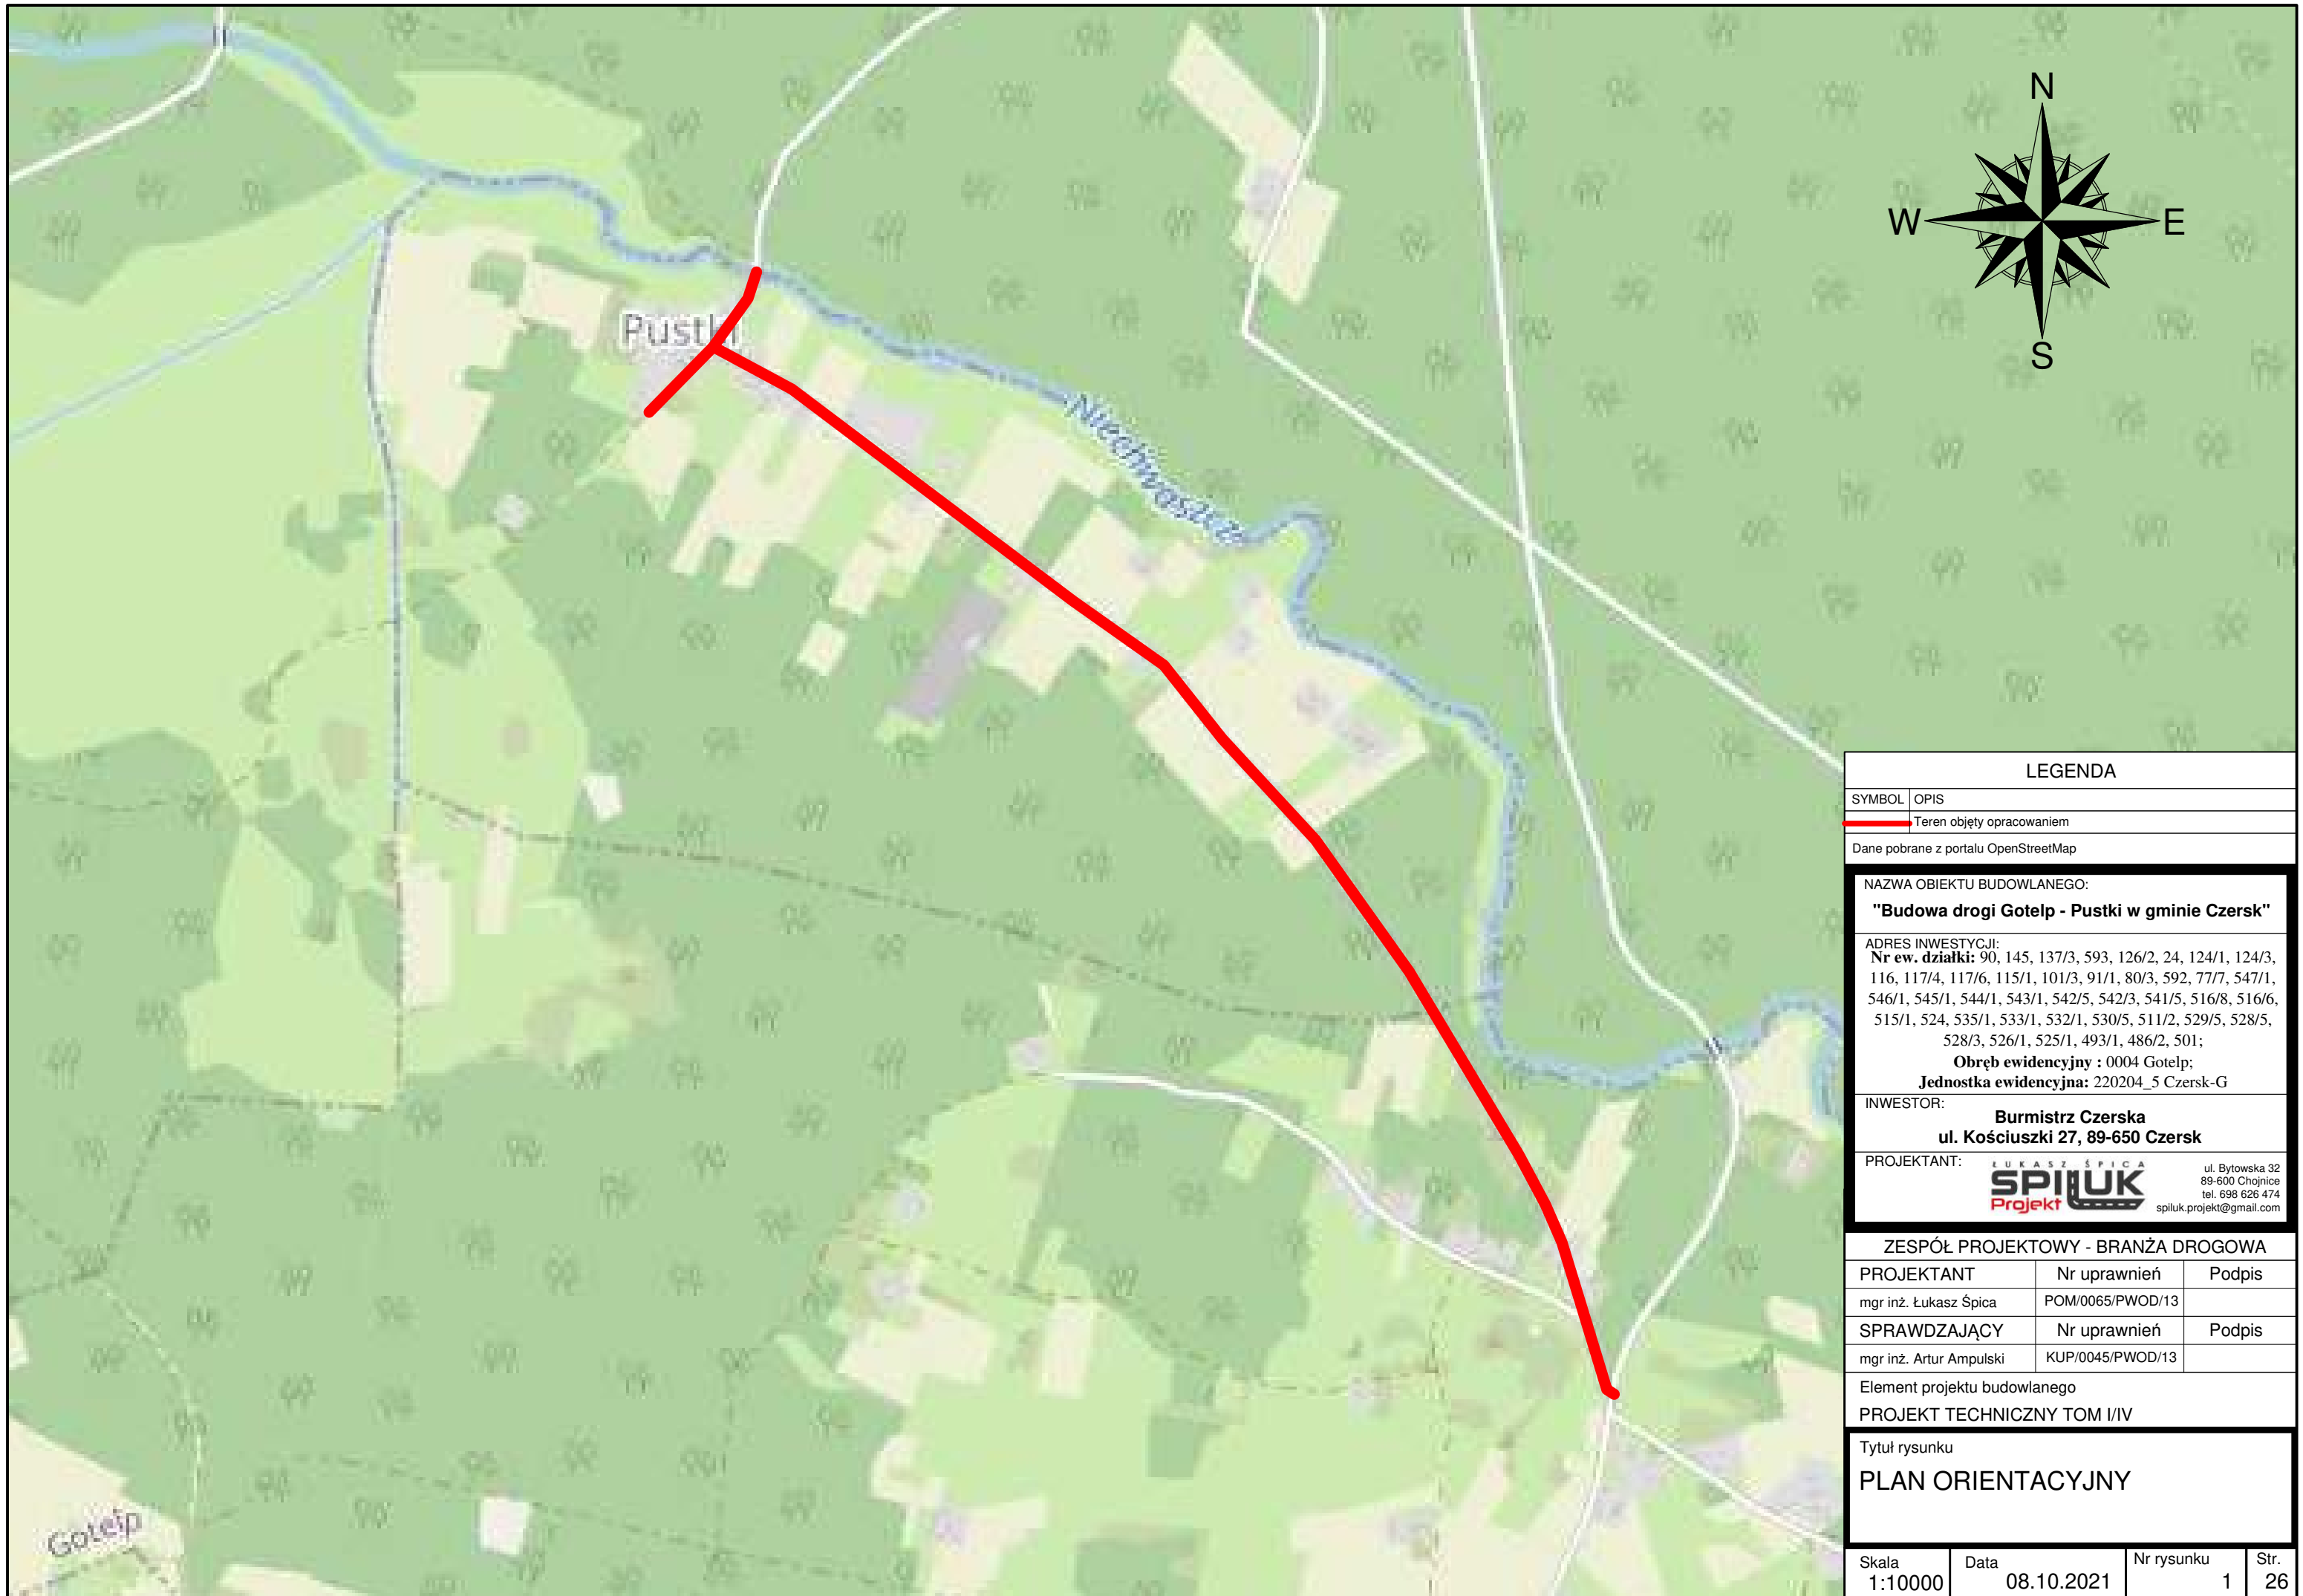 N
W
E
S
Pustki
Niechwaszcz
Gotelp
LEGENDA
SYMBOL OPIS
Teren objęty opracowaniem
Dane pobrane z portalu OpenStreetMap
NAZWA OBIEKTU BUDOWLANEGO:
"Budowa drogi Gotelp - Pustki w gminie Czersk"
ADRES INWESTYCJI:
Nr ew. działki: 90, 145, 137/3, 593, 126/2, 24, 124/1, 124/3,
116, 117/4, 117/6, 115/1, 101/3, 91/1, 80/3, 592, 77/7, 547/1,
546/1, 545/1, 544/1, 543/1, 542/5, 542/3, 541/5, 516/8, 516/6,
515/1, 524, 535/1, 533/1, 532/1, 530/5, 511/2, 529/5, 528/5,
528/3, 526/1, 525/1, 493/1, 486/2, 501;
Obręb ewidencyjny : 0004 Gotelp;
Jednostka ewidencyjna: 220204_5 Czersk-G
INWESTOR:
Burmistrz Czerska
ul. Kościuszki 27, 89-650 Czersk
PROJEKTANT:
ŁUKASZ ŚPICA
SPILUK
Projekt
ul. Bytowska 32
89-600 Chojnice
tel. 698 626 474
spiluk.projekt@gmail.com
ZESPÓŁ PROJEKTOWY - BRANŻA DROGOWA
PROJEKTANT Nr uprawnień Podpis
mgr inż. Łukasz Śpica POM/0065/PWOD/13
SPRAWDZAJĄCY Nr uprawnień Podpis
mgr inż. Artur Ampulski KUP/0045/PWOD/13
Element projektu budowlanego
PROJEKT TECHNICZNY TOM I/IV
Tytuł rysunku
PLAN ORIENTACYJNY
Skala Data Nr rysunku Str.
1:10000 08.10.2021 1 26